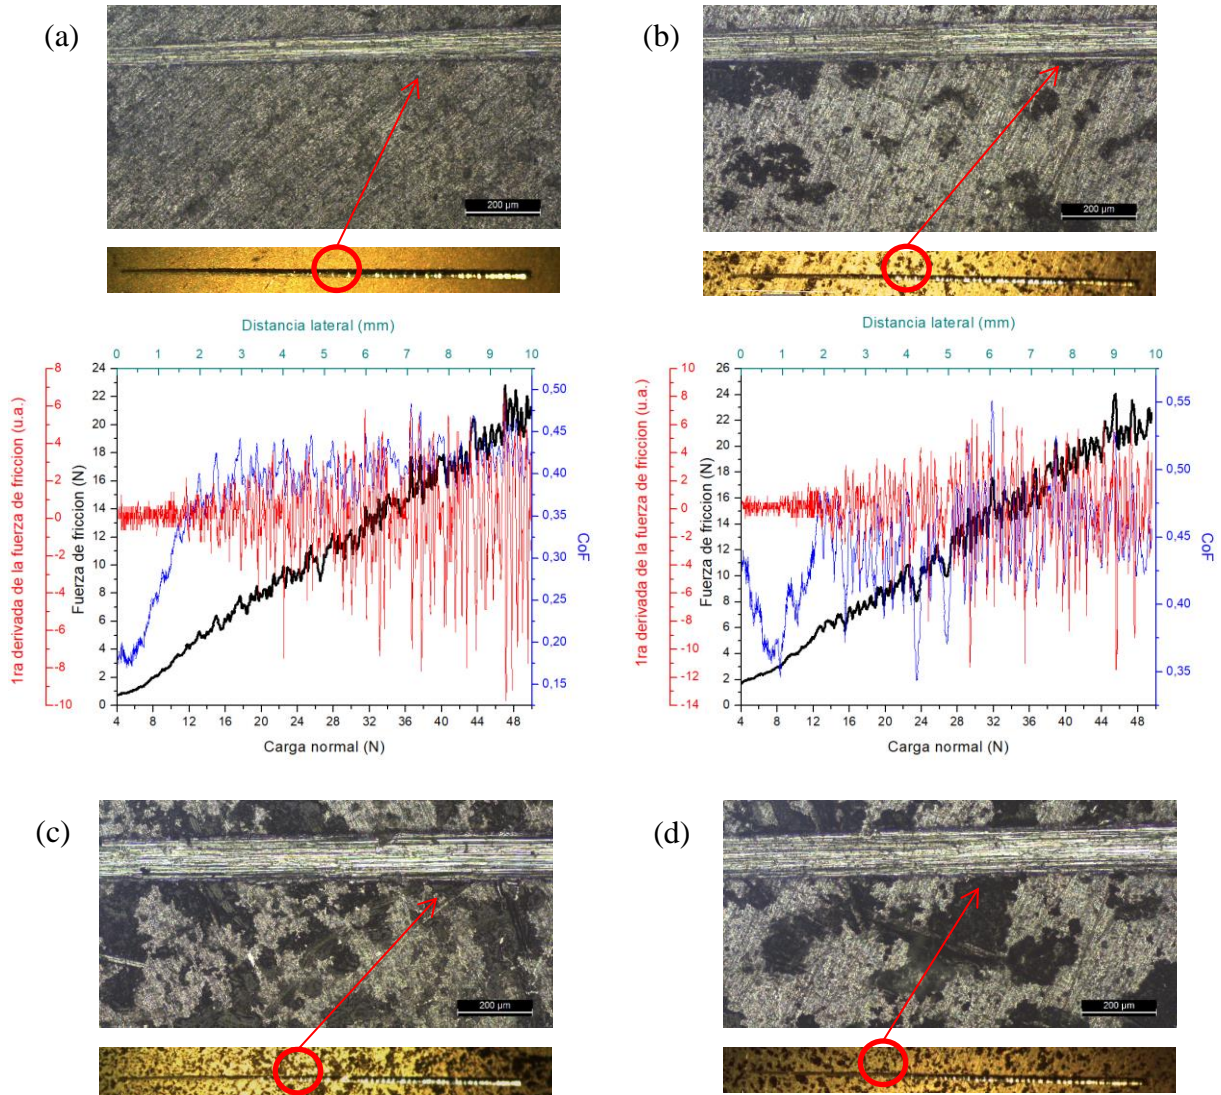 (a)
(b)
200 µm
200 µm
Distancia lateral (mm)
0 1 2 3 4 5 6 7 8 9 10
1ra derivada de la fuerza de friccion (u.a.)
8
6
4
2
0
-2
-4
-6
-8
-10
Fuerza de friccion (N)
24
22
20
18
16
14
12
10
8
6
4
2
0
0,50
0,45
0,40
0,35
0,30
0,25
0,20
0,15
CoF
4 8 12 16 20 24 28 32 36 40 44 48
Carga normal (N)
Distancia lateral (mm)
0 1 2 3 4 5 6 7 8 9 10
1ra derivada de la fuerza de friccion (u.a.)
10
8
6
4
2
0
-2
-4
-6
-8
-10
-12
-14
Fuerza de friccion (N)
26
24
22
20
18
16
14
12
10
8
6
4
2
0
0,55
0,50
0,45
0,40
0,35
CoF
4 8 12 16 20 24 28 32 36 40 44 48
Carga normal (N)
(c)
(d)
200 µm
200 µm